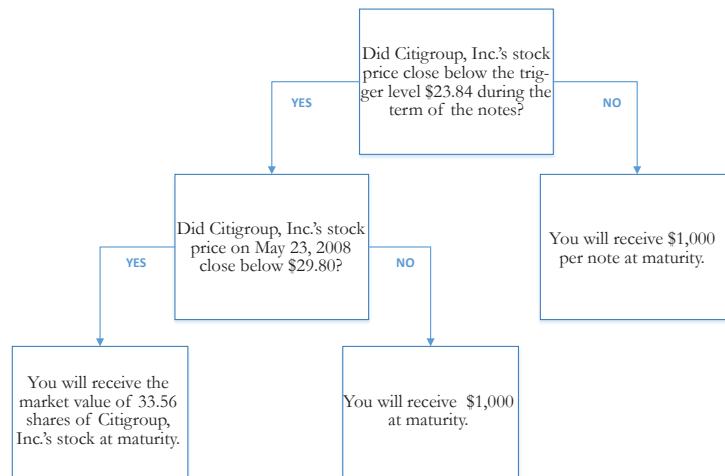 Did Citigroup, Inc.'s stock
price close below the trig-
ger level $23.84 during the
term of the notes?
YES
NO
Did Citigroup, Inc.'s stock
price on May 23, 2008
close below $29.80?
You will receive $1,000
per note at maturity.
YES
NO
You will receive the
market value of 33.56
shares of Citigroup,
Inc.'s stock at maturity.
You will receive $1,000
at maturity.